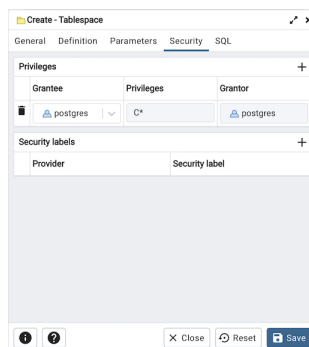 Create - Tablespace
General Definition Parameters Security SQL
Privileges
Grantee Privileges Grantor
postgres C* postgres
Security labels
Provider Security label
Close Reset Save